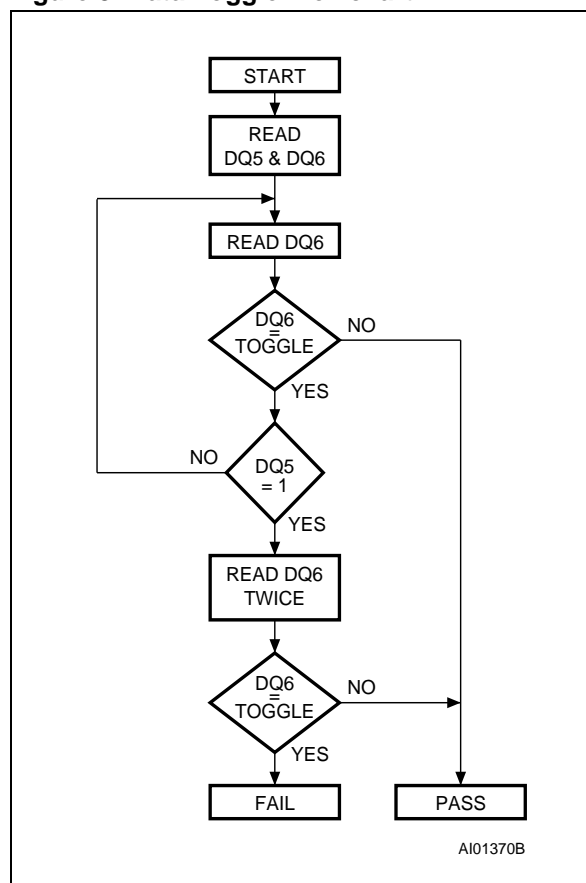 START
READ
DQ5 & DQ6
READ DQ6
DQ6
=
TOGGLE
NO
YES
NO
DQ5
= 1
YES
READ DQ6
TWICE
DQ6
=
TOGGLE
NO
YES
FAIL
PASS
AI01370B